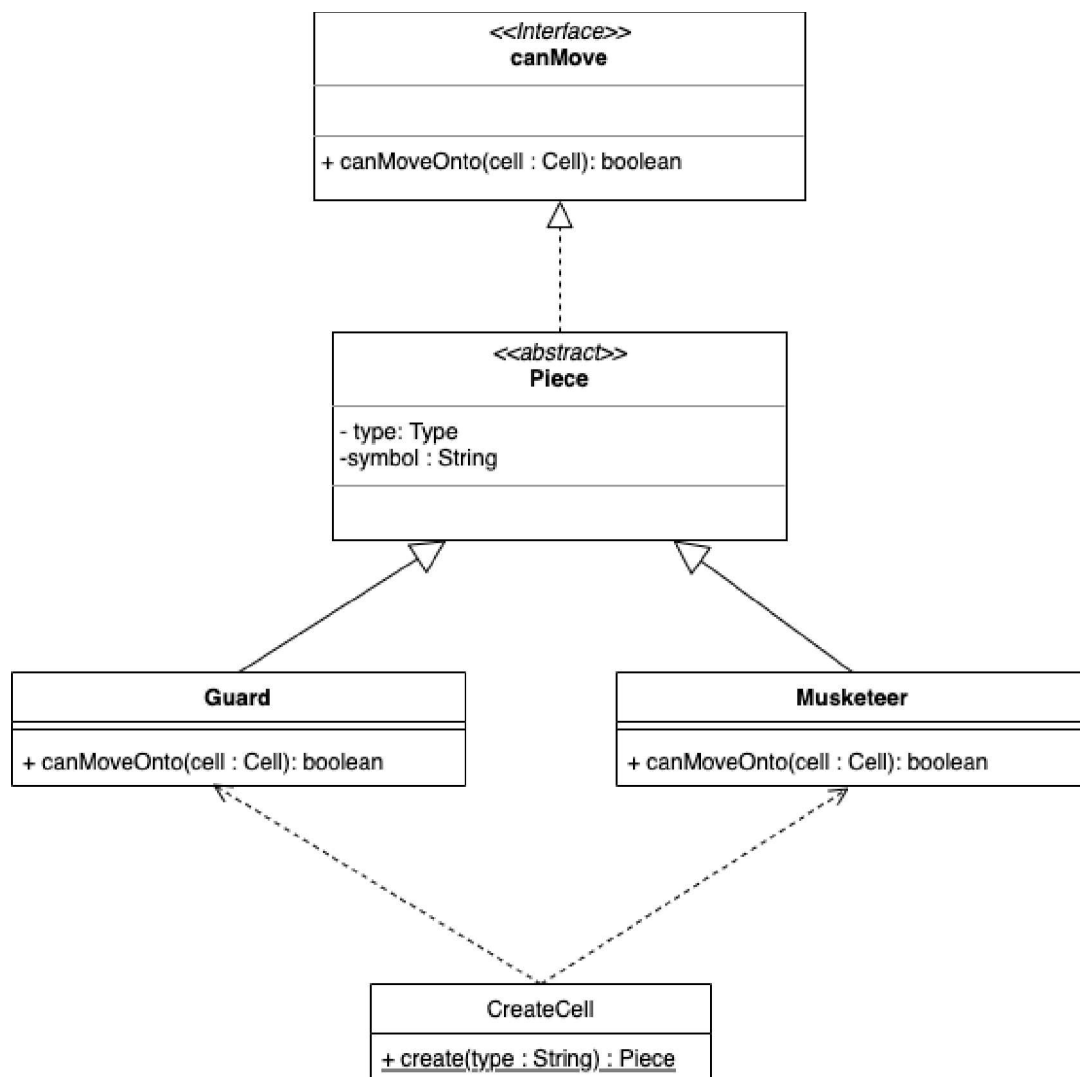 <<Interface>>
canMove
+ canMoveOnto(cell : Cell): boolean
<<abstract>>
Piece
- type: Type
-symbol : String
Guard
+ canMoveOnto(cell : Cell): boolean
Musketeer
+ canMoveOnto(cell : Cell): boolean
CreateCell
+ create(type : String) : Piece